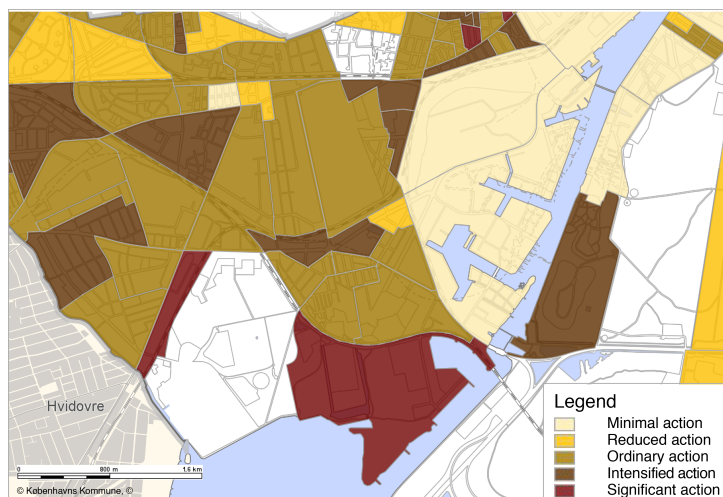 Hvidovre
0 800 m 1.6 km
© Københavns Kommune, ©
Legend
Minimal action
Reduced action
Ordinary action
Intensified action
Significant action